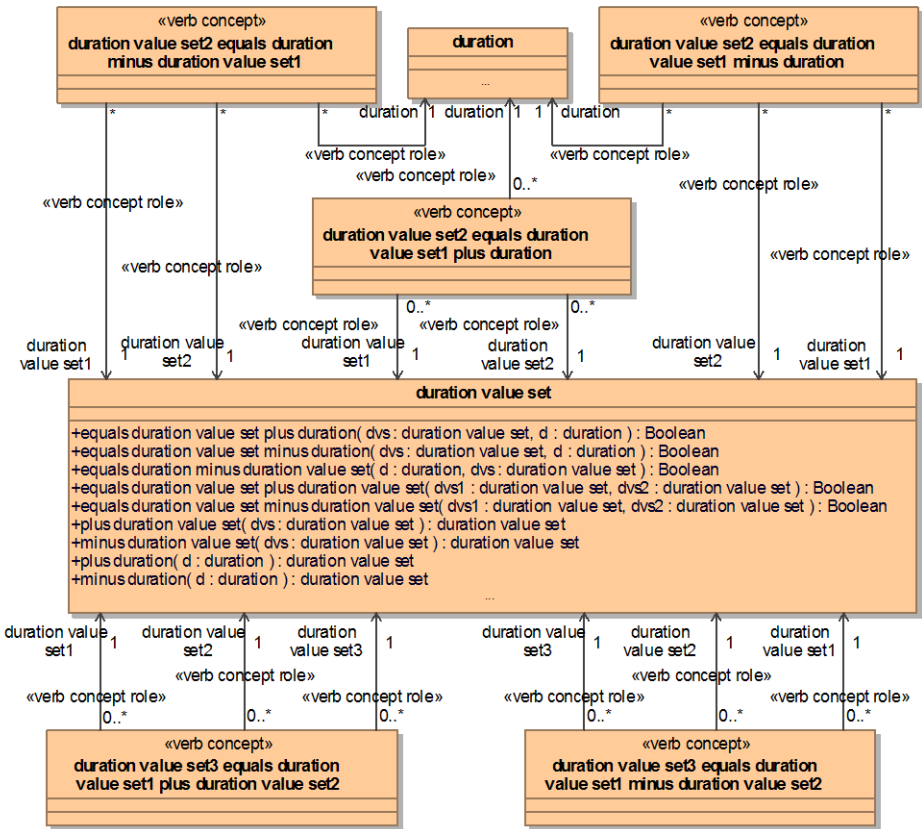 «verb concept»
duration value set2 equals duration
minus duration value set1
duration
...
«verb concept»
duration value set2 equals duration
value set1 minus duration
*
*
*
duration
1
duration
1
1
duration
*
*
*
«verb concept role»
«verb concept role»
«verb concept role»
0..*
«verb concept role»
«verb concept role»
«verb concept»
duration value set2 equals duration
value set1 plus duration
«verb concept role»
«verb concept role»
0..*
0..*
«verb concept role»
«verb concept role»
duration
value set1
1
duration value
set2
1
duration value
set1
1
duration
value set2
1
duration value
set2
1
duration
value set1
1
duration value set
+equals duration value set plus duration( dvs : duration value set, d : duration ) : Boolean
+equals duration value set minus duration( dvs : duration value set, d : duration ) : Boolean
+equals duration minus duration value set( d : duration, dvs : duration value set ) : Boolean
+equals duration value set plus duration value set( dvs1 : duration value set, dvs2 : duration value set ) : Boolean
+equals duration value set minus duration value set( dvs1 : duration value set, dvs2 : duration value set ) : Boolean
+plus duration value set( dvs : duration value set ) : duration value set
+minus duration value set( dvs : duration value set ) : duration value set
+plus duration( d : duration ) : duration value set
+minus duration( d : duration ) : duration value set
...
duration value
set1
1
duration value
set2
1
duration
value set3
1
duration value
set3
1
duration
value set2
1
duration
value set1
1
«verb concept role»
«verb concept role»
«verb concept role»
«verb concept role»
«verb concept role»
«verb concept role»
0..*
0..*
0..*
0..*
0..*
0..*
«verb concept»
duration value set3 equals duration
value set1 plus duration value set2
«verb concept»
duration value set3 equals duration
value set1 minus duration value set2